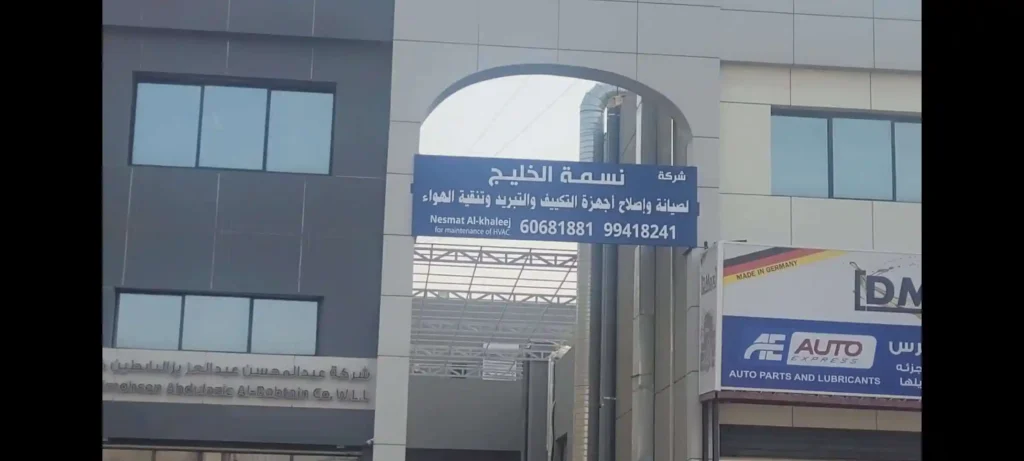 شركة نسمة الخليج
لصيانة وإصلاح أجهزة التكييف والتبريد وتنقية الهواء
Nesmat Al-khaleej
for maintenance of HVAC
60681881 99418241
MADE IN GERMANY
DM
AE AUTO
EXPRESS
AUTO PARTS AND LUBRICANTS
شركة عبدالمحسن عبدالعزيز البابطين
Abdulaziz Al-Babtain Co. W.L.L